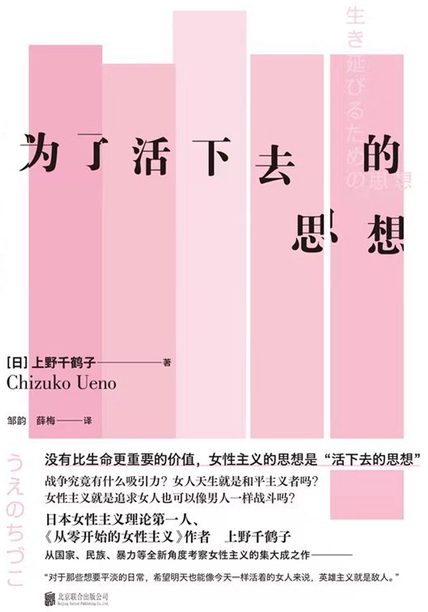 生き延びるための思想
为了活下去的
思想
[日]上野千鹤子——著
Chizuko Ueno
邹韵 薛梅——译
うえのちづこ
没有比生命更重要的价值，女性主义的思想是“活下去的思想”
战争究竟有什么吸引力？女人天生就是和平主义者吗？
女性主义就是追求女人也可以像男人一样战斗吗？
日本女性主义理论第一人、
《从零开始的女性主义》作者 上野千鹤子
从国家、民族、暴力等全新角度考察女性主义的集大成之作——
“对于那些想要平淡的日常，希望明天也能像今天一样活着的女人来说，英雄主义就是敌人。”
北京联合出版公司